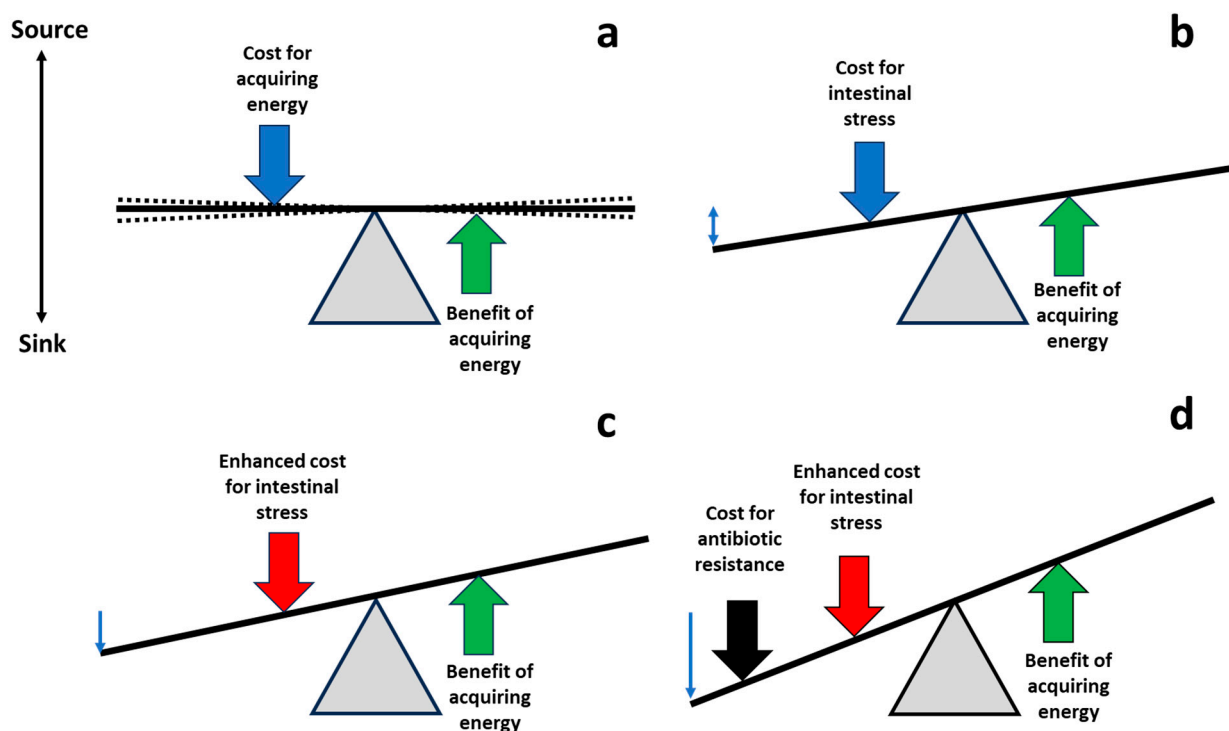 Source
Sink
a
Cost for
acquiring
energy
Benefit of
acquiring
energy
b
Cost for
intestinal
stress
Benefit of
acquiring
energy
c
Enhanced cost
for intestinal
stress
Benefit of
acquiring
energy
d
Cost for
antibiotic
resistance
Enhanced cost
for intestinal
stress
Benefit of
acquiring
energy